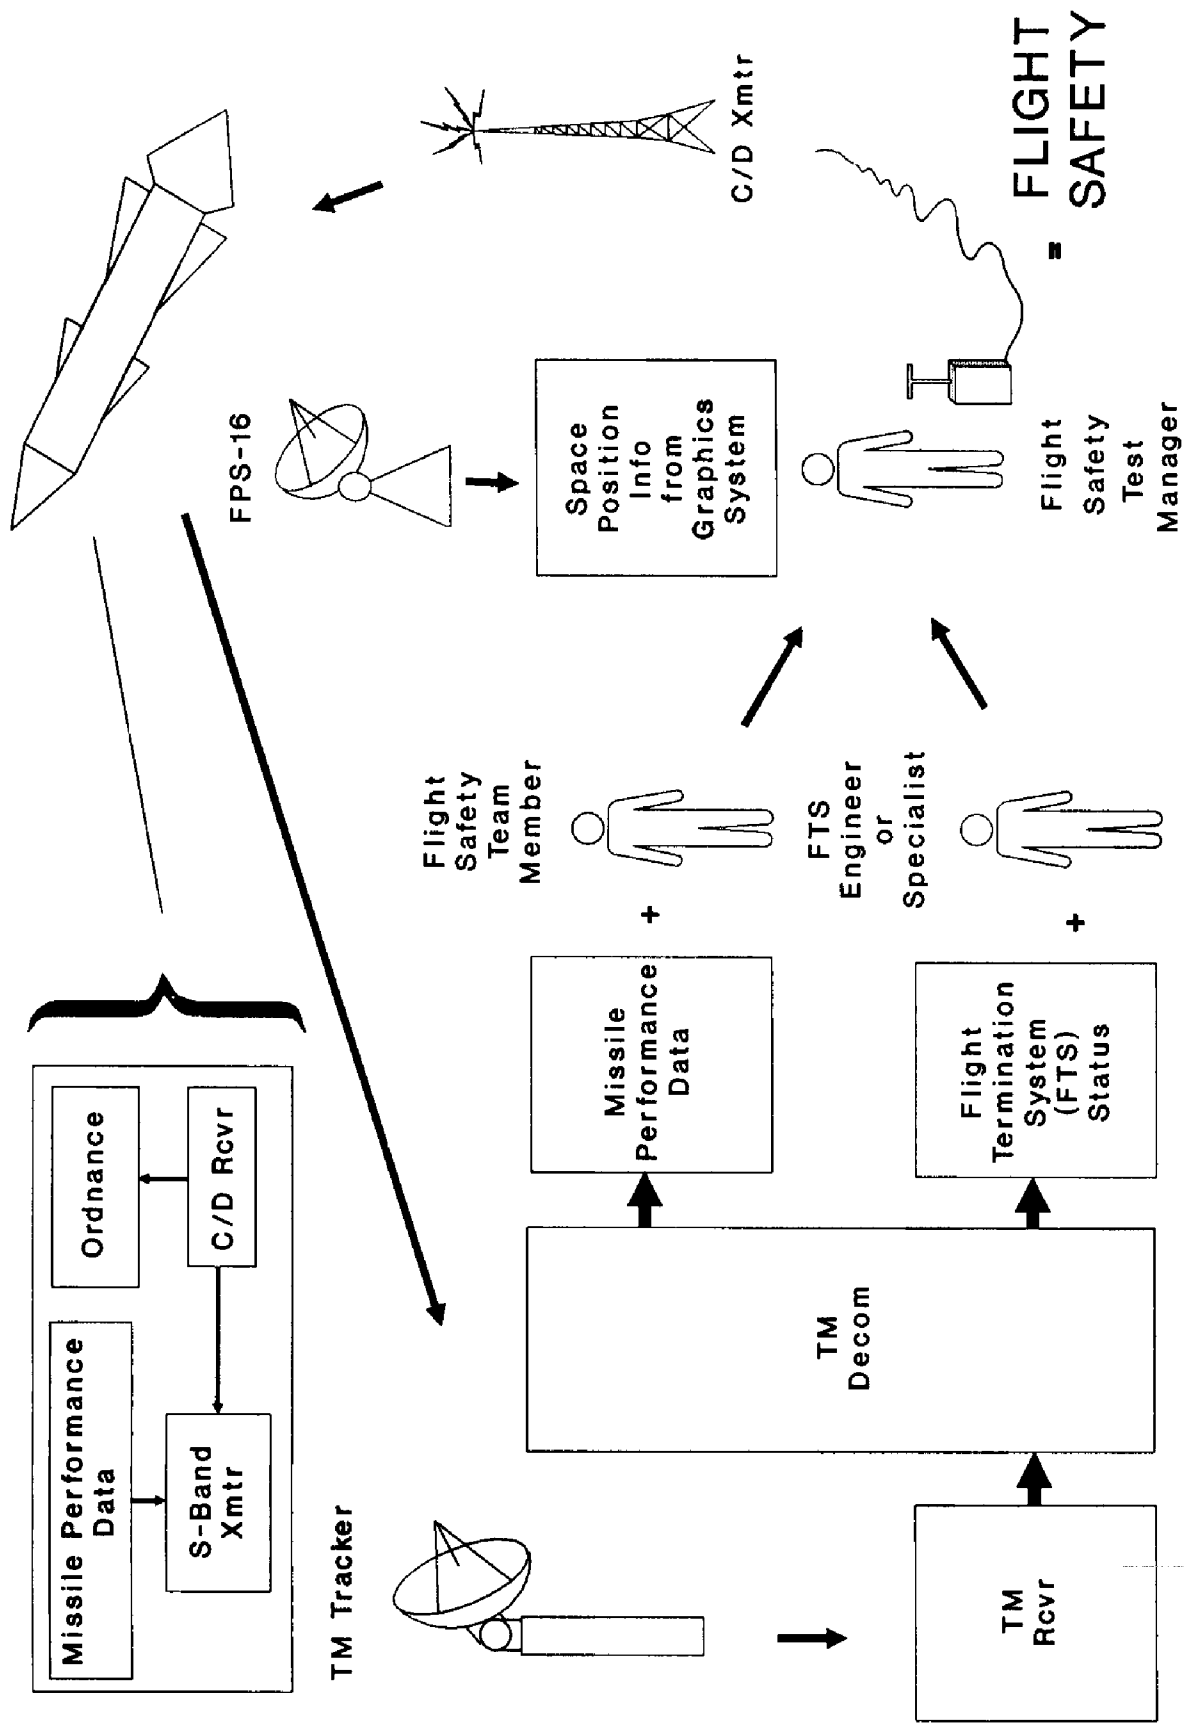 Missile Performance
Data
Ordnance
S-Band
Xmtr
C/D Rcvr
TM Tracker
FPS-16
C/D Xmtr
Flight
Safety
Team
Member
Space
Position
Info
from
Graphics
System
TM
Decom
Missile
Performance
Data
+
FTS
Engineer
or
Specialist
TM
Rcvr
Flight
Termination
System
(FTS)
Status
+
Flight
Safety
Test
Manager
= FLIGHT
SAFETY